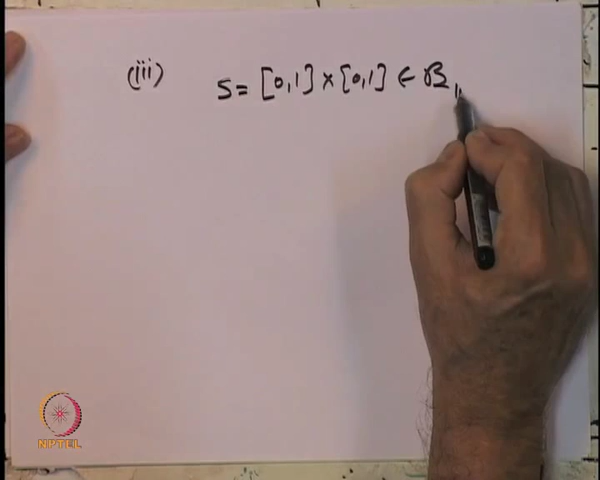 (iii) S = [0,1] × [0,1] ∈ B
NPTEL